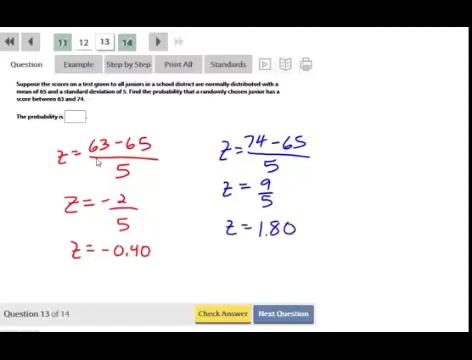 11 12 13 14
Question Example Step by Step Print All Standards
Suppose the scores on a test given to all juniors in a school district are normally distributed with a
mean of 65 and a standard deviation of 5. Find the probability that a randomly chosen junior has a
score between 63 and 74.
The probability is
z = 63 - 65 / 5
z = - 2 / 5
z = -0.40
z = 74 - 65 / 5
z = 9 / 5
z = 1.80
Question 13 of 14 Check Answer Next Question